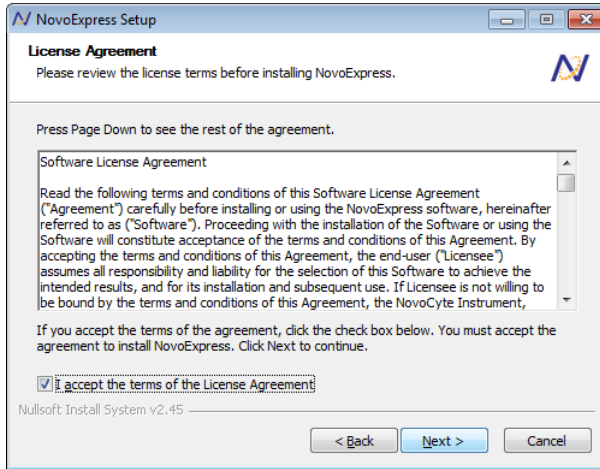 NovoExpress Setup
License Agreement
Please review the license terms before installing NovoExpress.
Press Page Down to see the rest of the agreement.
Software License Agreement
Read the following terms and conditions of this Software License Agreement
("Agreement") carefully before installing or using the NovoExpress software, hereinafter
referred to as ("Software"). Proceeding with the installation of the Software or using the
Software will constitute acceptance of the terms and conditions of this Agreement. By
accepting the terms and conditions of this Agreement, the end-user ("Licensee")
assumes all responsibility and liability for the selection of this Software to achieve the
intended results, and for its installation and subsequent use. If Licensee is not willing to
be bound by the terms and conditions of this Agreement, the NovoCyte Instrument,
If you accept the terms of the agreement, click the check box below. You must accept the
agreement to install NovoExpress. Click Next to continue.
I accept the terms of the License Agreement
Nullsoft Install System v2.45
< Back Next > Cancel